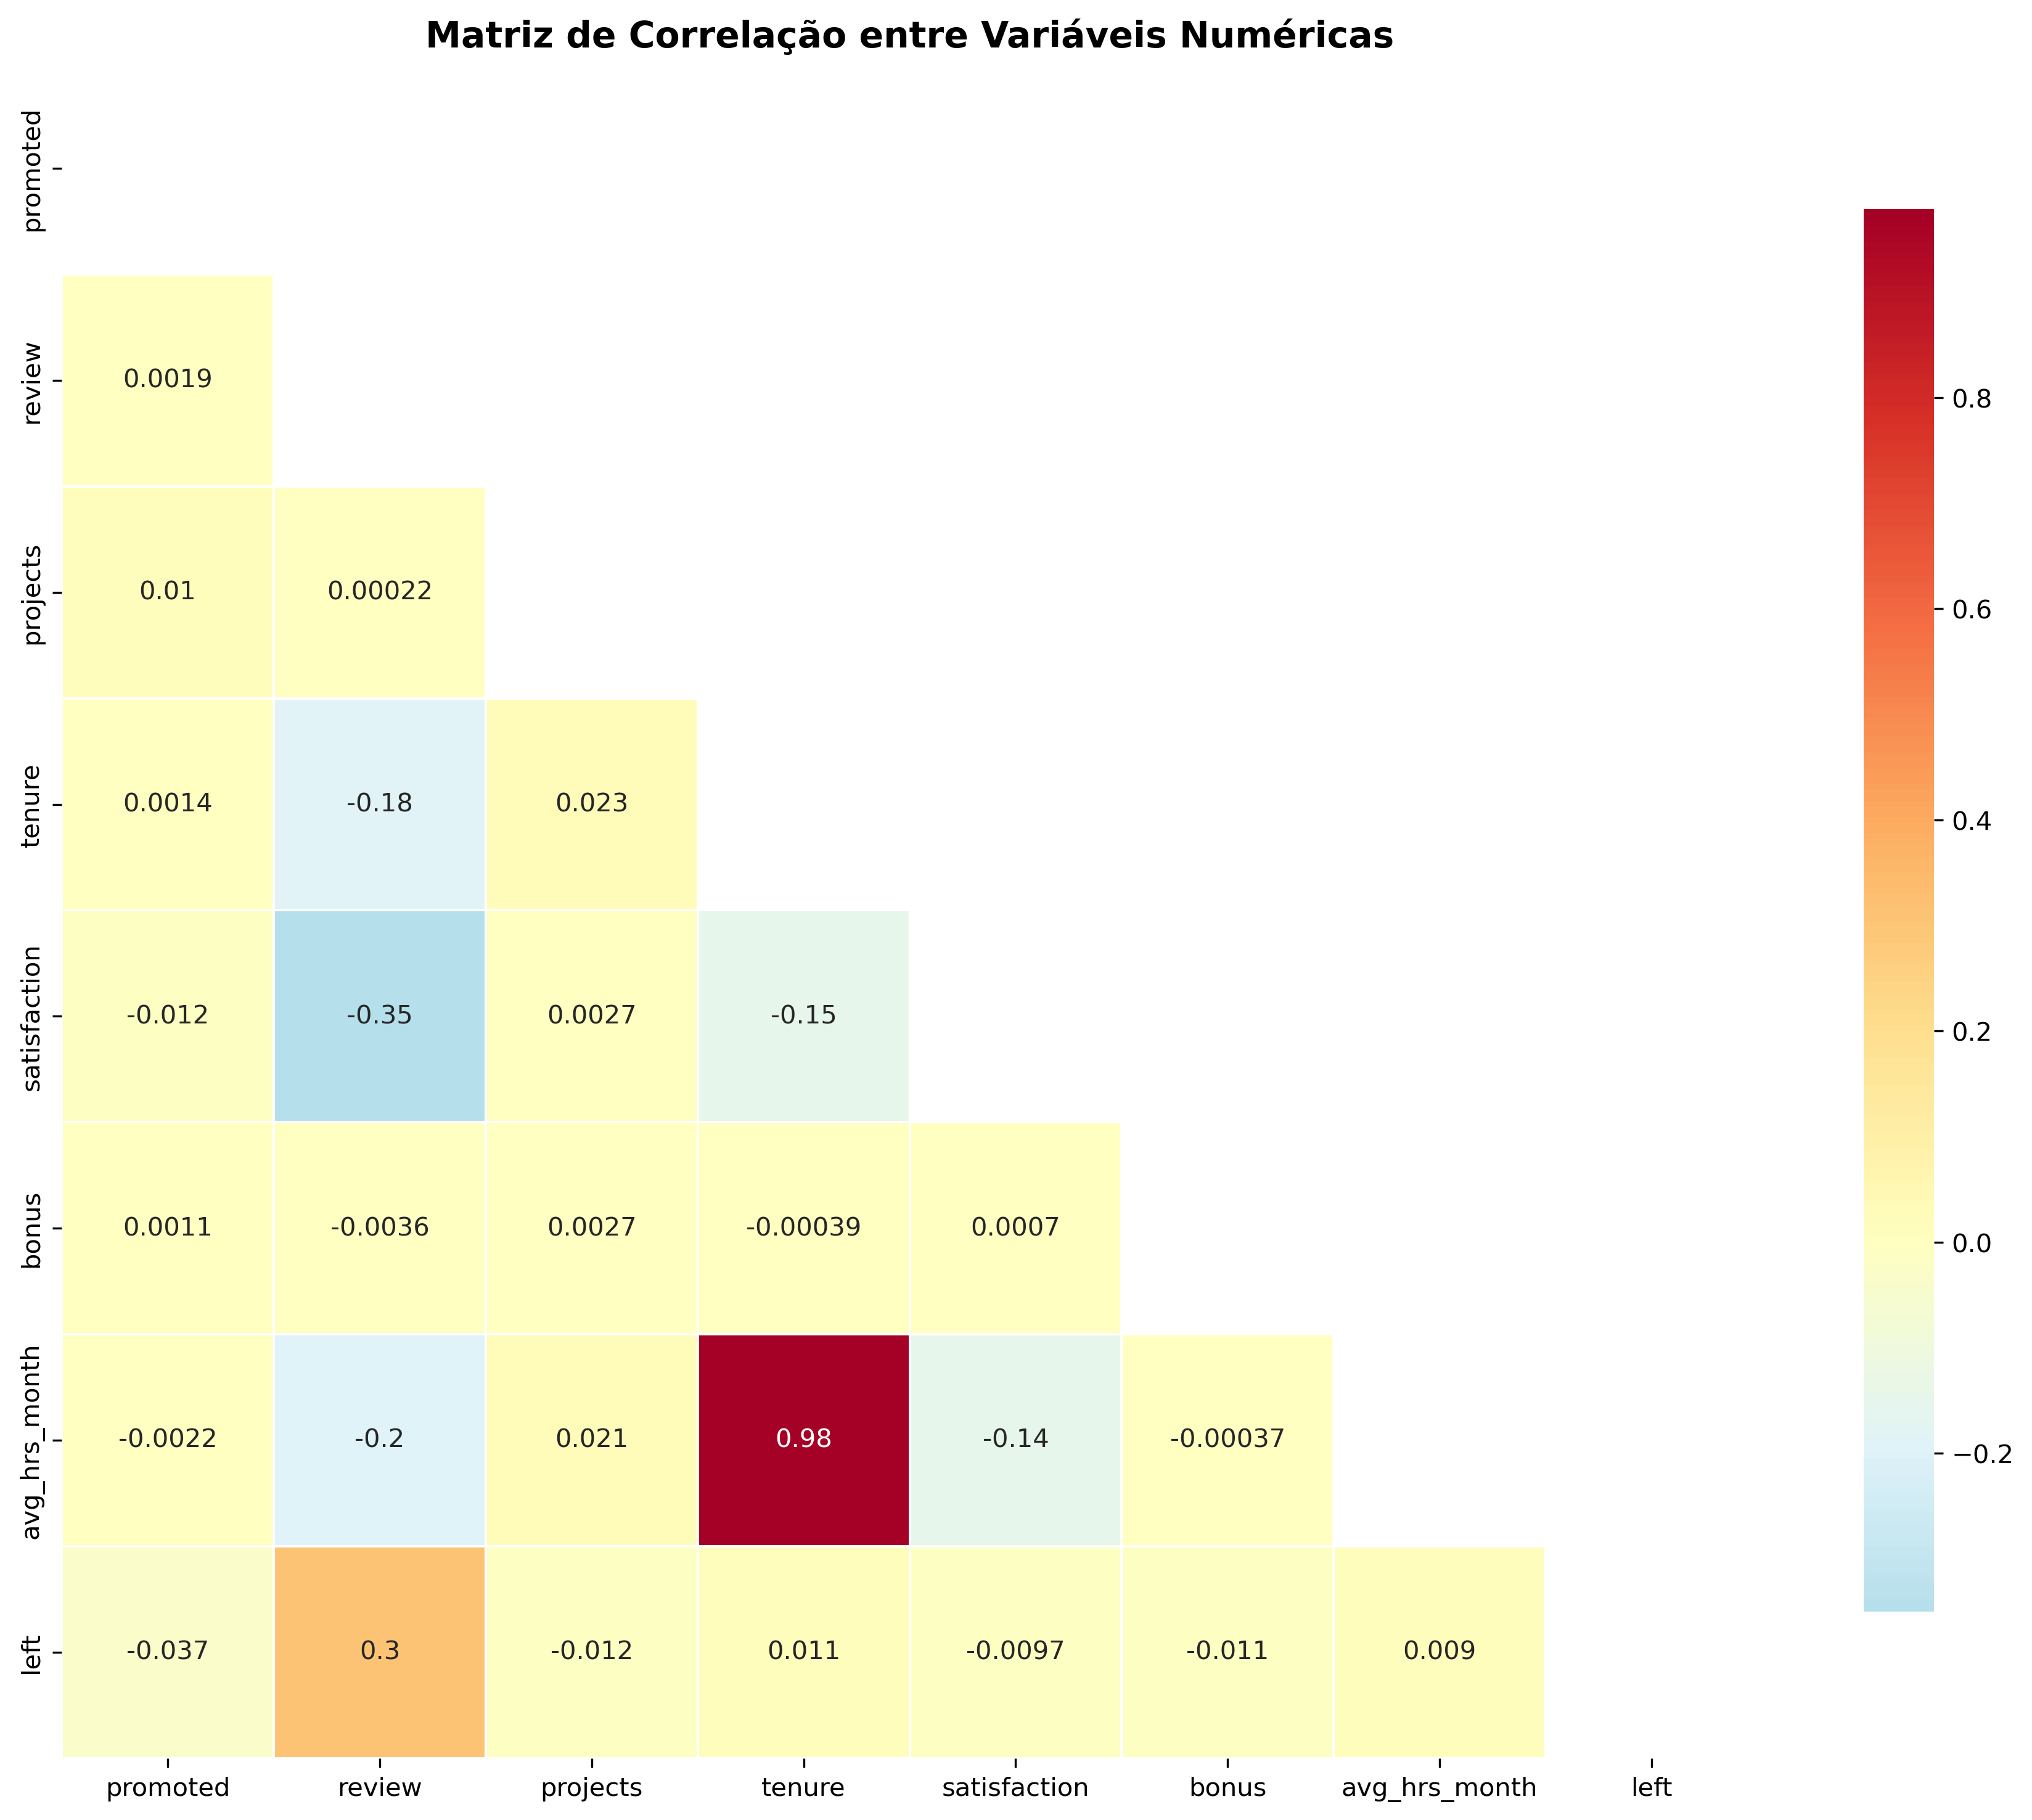 Matriz de Correlação entre Variáveis Numéricas
promoted
review
0.0019
projects
0.01 0.00022
tenure
0.0014 -0.18 0.023
satisfaction
-0.012 -0.35 0.0027 -0.15
bonus
0.0011 -0.0036 0.0027 -0.00039 0.0007
avg_hrs_month
-0.0022 -0.2 0.021 0.98 -0.14 -0.00037
left
-0.037 0.3 -0.012 0.011 -0.0097 -0.011 0.009
promoted review projects tenure satisfaction bonus avg_hrs_month left
0.8
0.6
0.4
0.2
0.0
−0.2